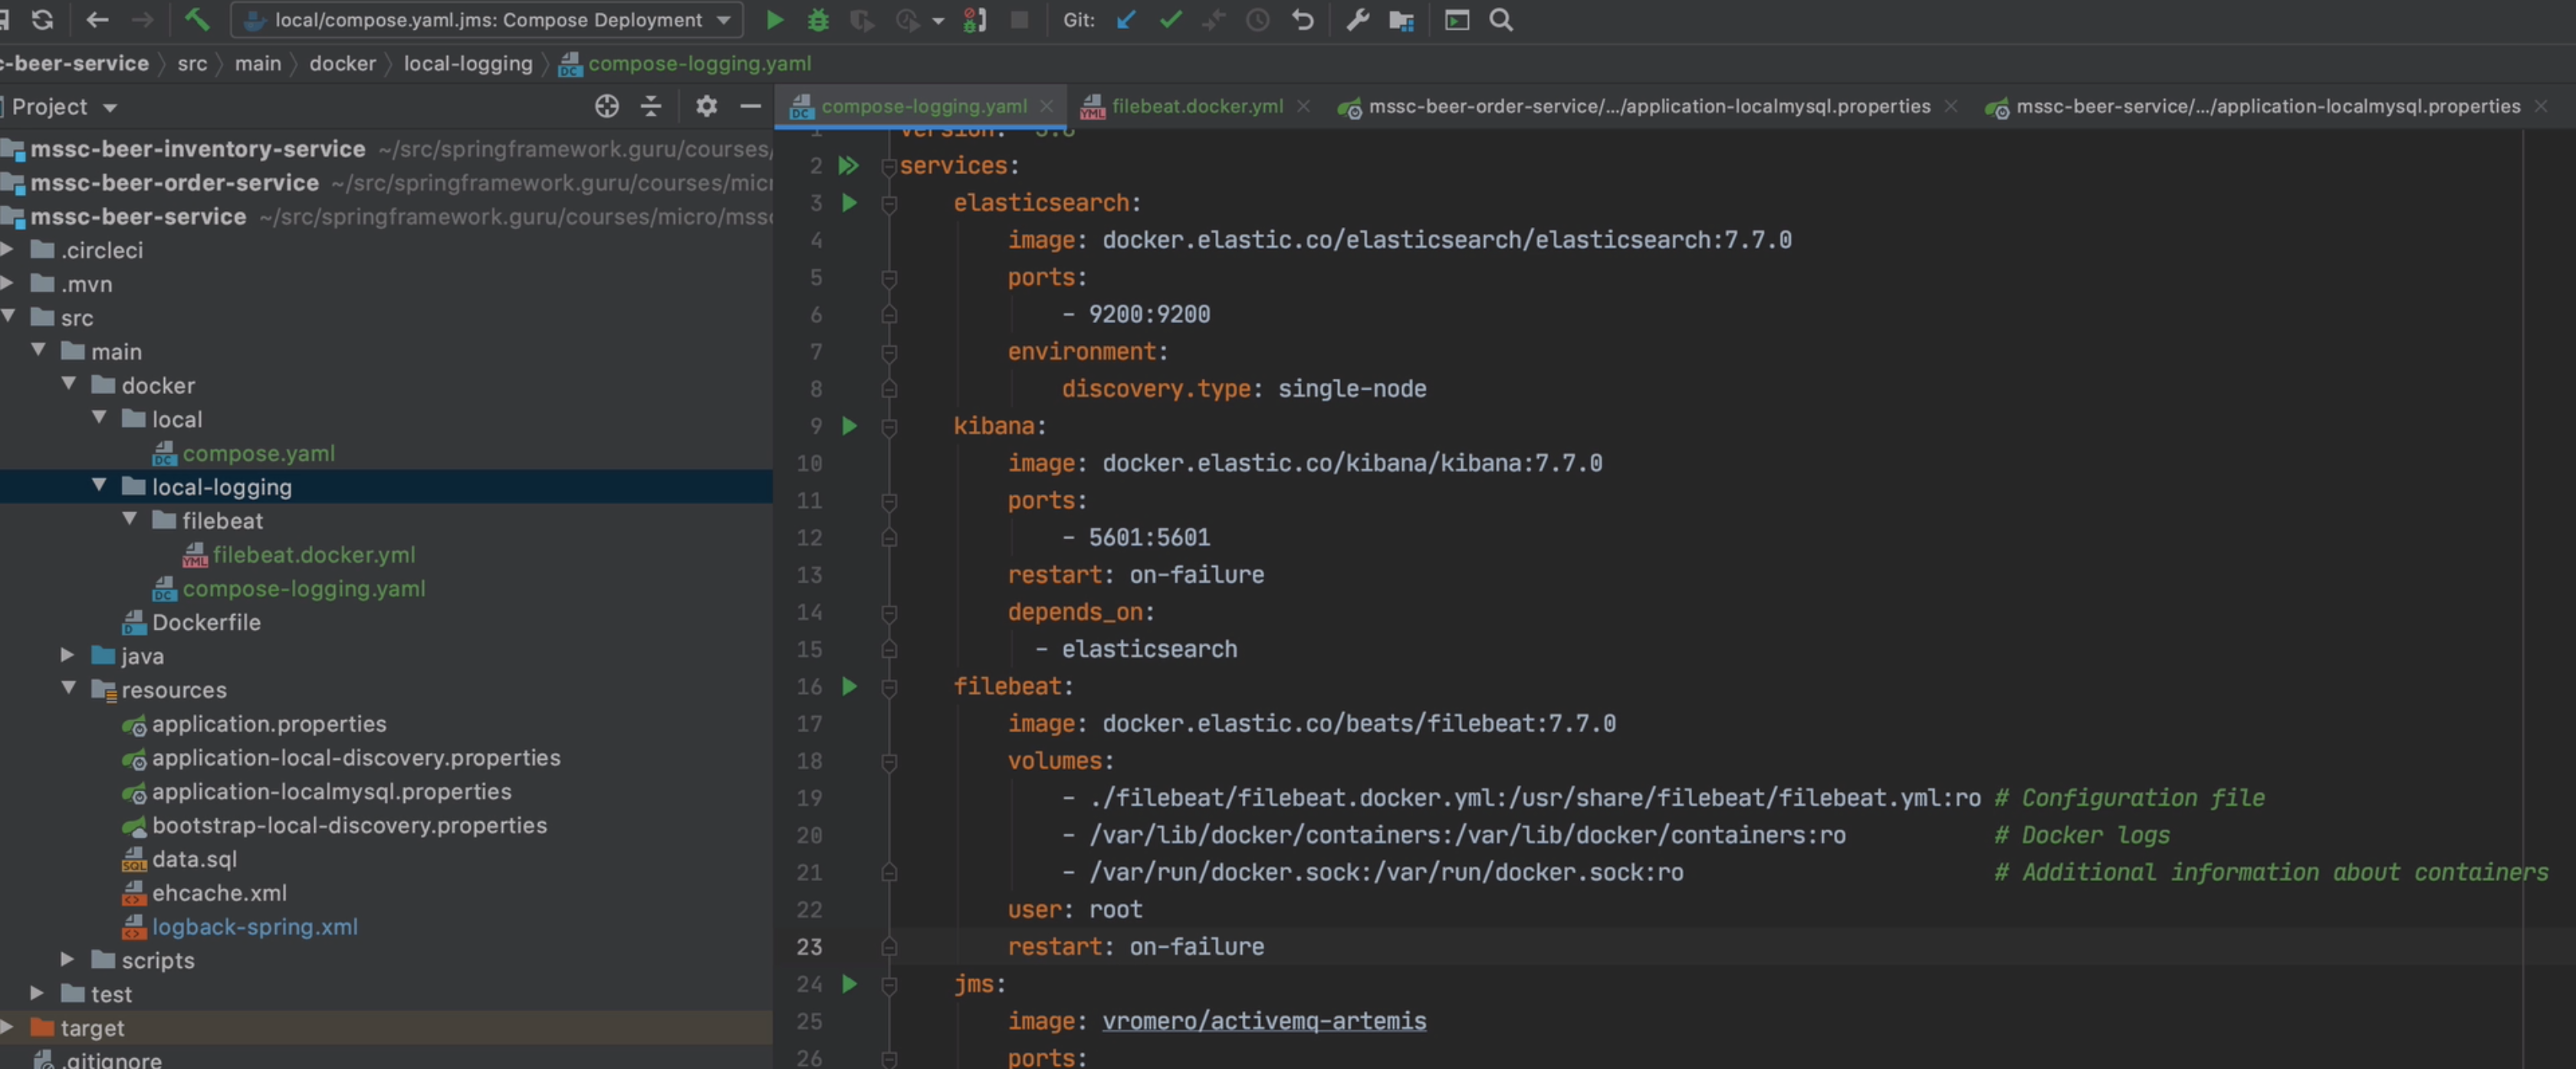 local/compose.yaml.jms: Compose Deployment
Git:
c-beer-service
src
main
docker
local-logging
compose-logging.yaml
Project
compose-logging.yaml
filebeat.docker.yml
mssc-beer-order-service/.../application-localmysql.properties
mssc-beer-service/.../application-localmysql.properties
mssc-beer-inventory-service ~/src/springframework.guru/courses/
mssc-beer-order-service ~/src/springframework.guru/courses/micr
mssc-beer-service ~/src/springframework.guru/courses/micro/mssc
.circleci
.mvn
src
main
docker
local
compose.yaml
local-logging
filebeat
filebeat.docker.yml
compose-logging.yaml
Dockerfile
java
resources
application.properties
application-local-discovery.properties
application-localmysql.properties
bootstrap-local-discovery.properties
data.sql
ehcache.xml
logback-spring.xml
scripts
test
target
.gitignore
1 version: '3.8'
2 services:
3 elasticsearch:
4 image: docker.elastic.co/elasticsearch/elasticsearch:7.7.0
5 ports:
6 - 9200:9200
7 environment:
8 discovery.type: single-node
9 kibana:
10 image: docker.elastic.co/kibana/kibana:7.7.0
11 ports:
12 - 5601:5601
13 restart: on-failure
14 depends_on:
15 - elasticsearch
16 filebeat:
17 image: docker.elastic.co/beats/filebeat:7.7.0
18 volumes:
19 - ./filebeat/filebeat.docker.yml:/usr/share/filebeat/filebeat.yml:ro # Configuration file
20 - /var/lib/docker/containers:/var/lib/docker/containers:ro # Docker logs
21 - /var/run/docker.sock:/var/run/docker.sock:ro # Additional information about containers
22 user: root
23 restart: on-failure
24 jms:
25 image: vromero/activemq-artemis
26 ports: